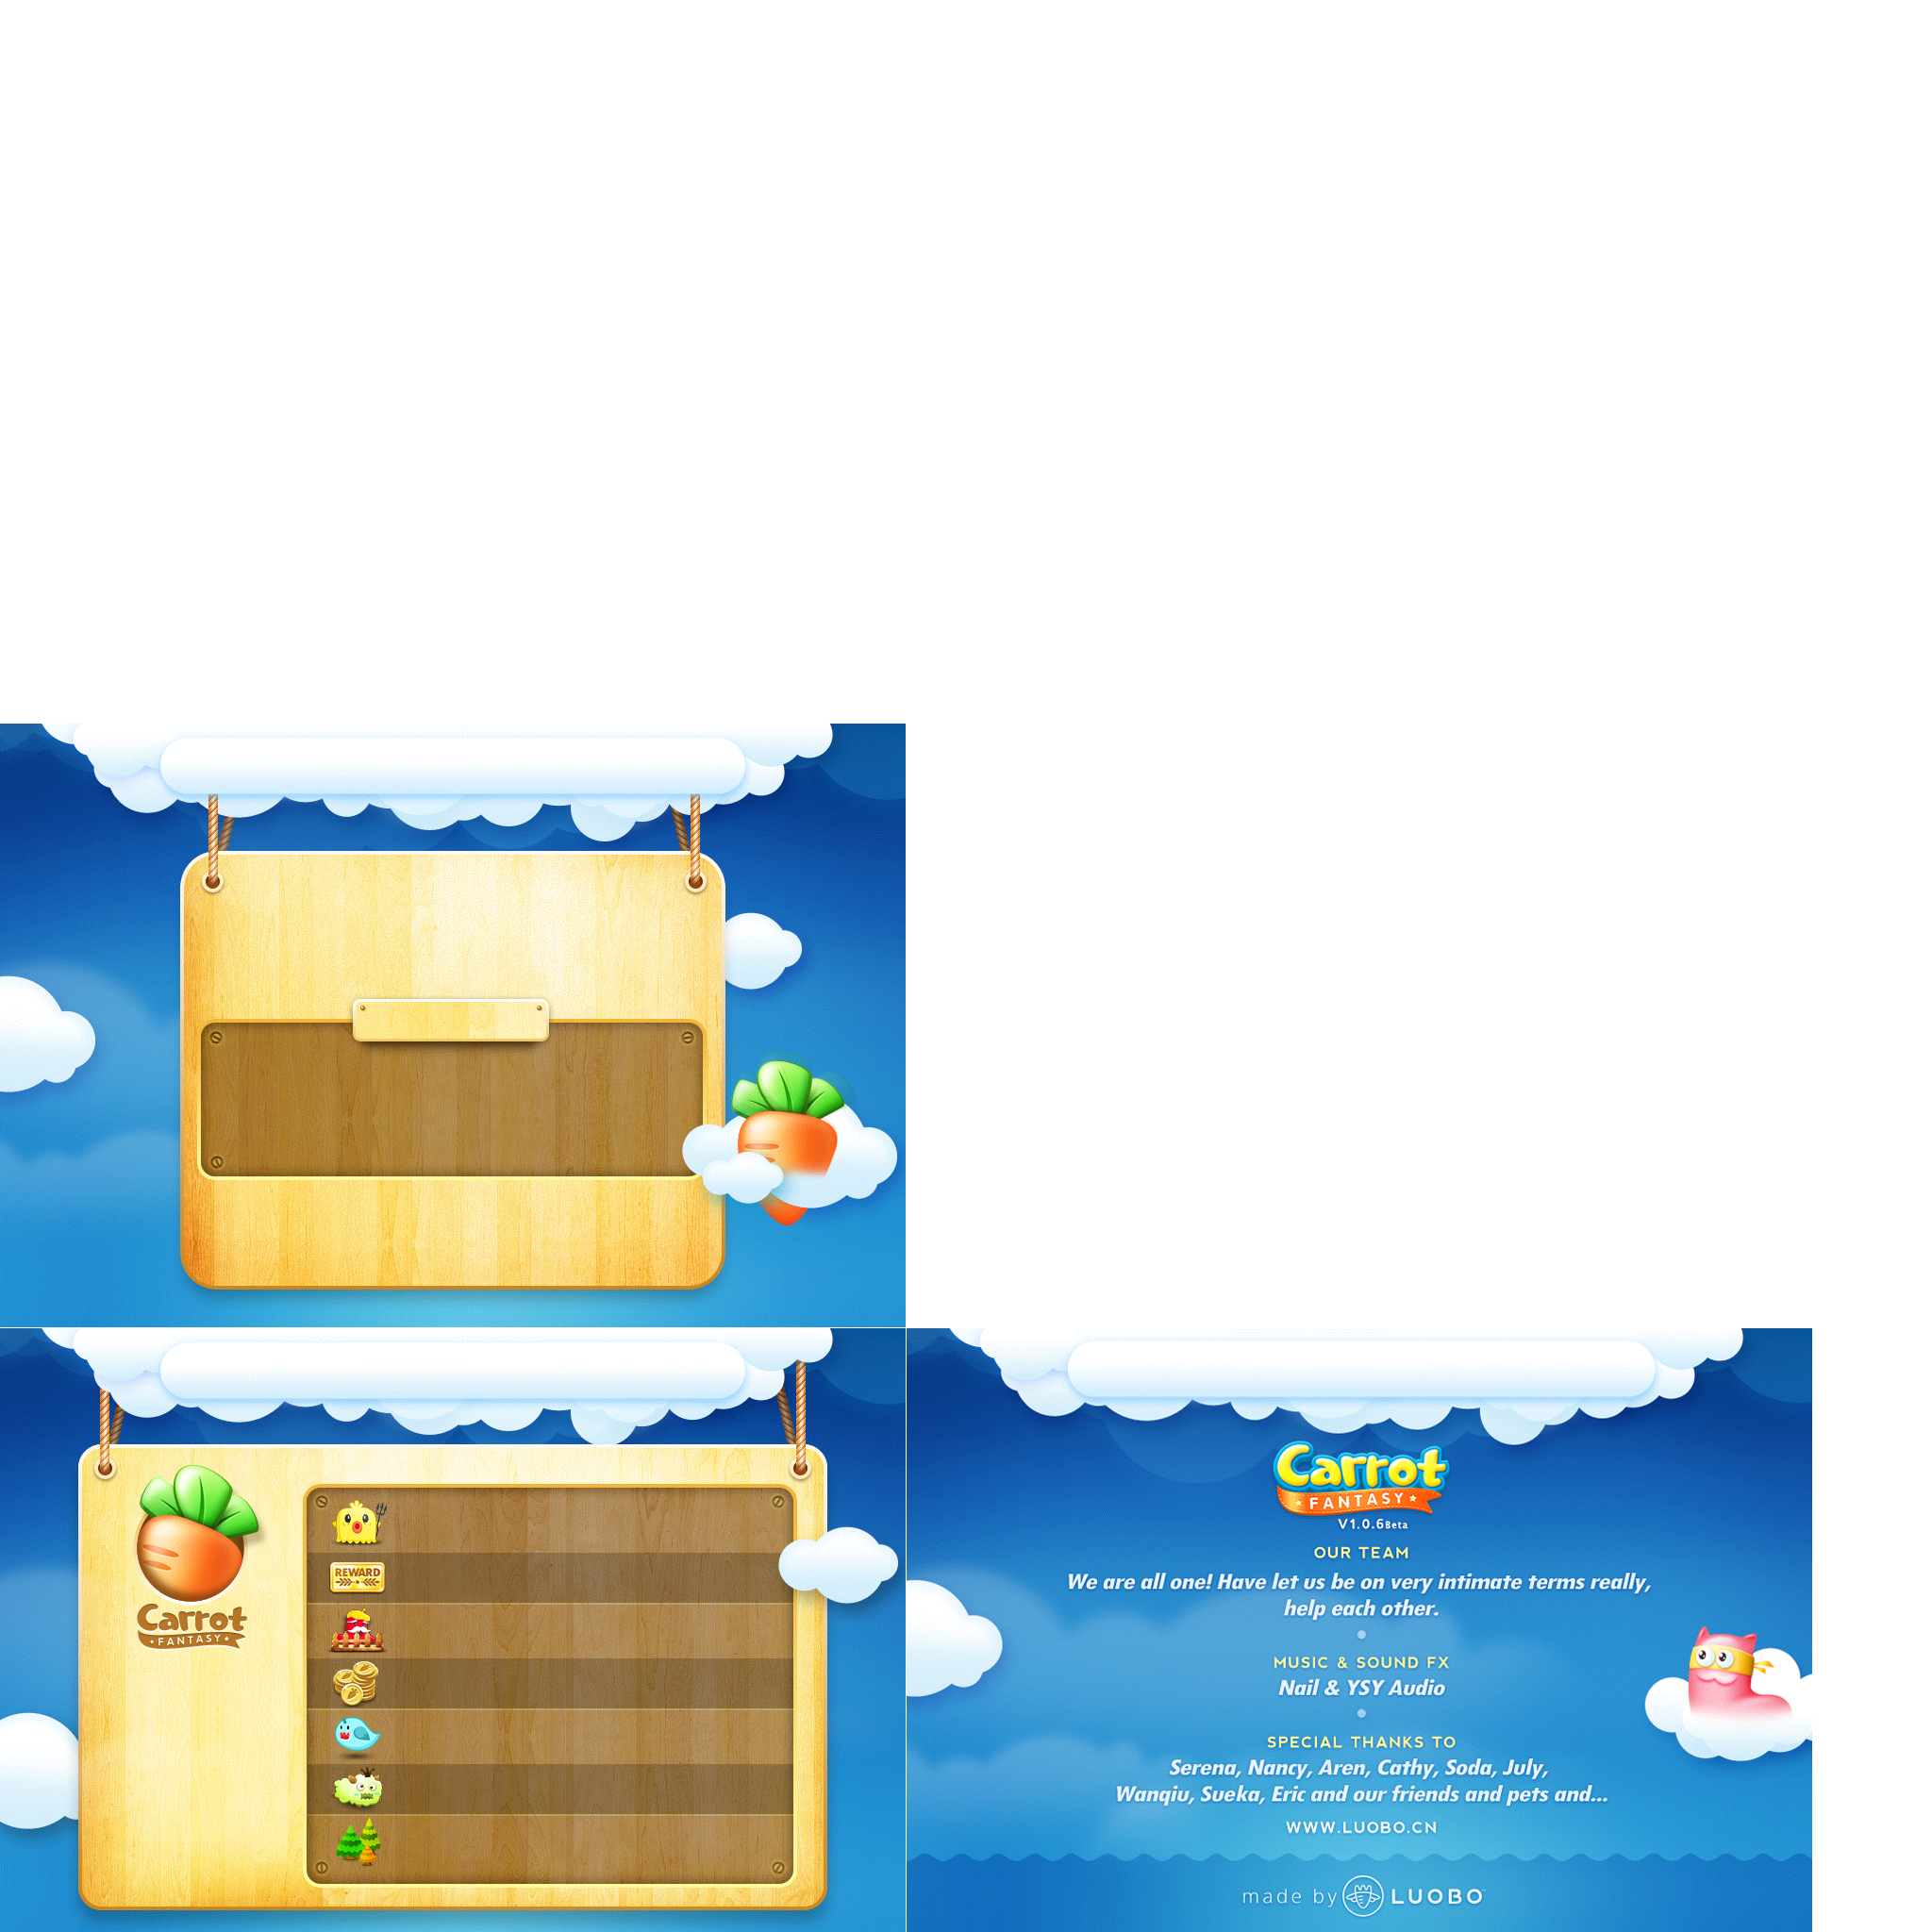 Carrot
FANTASY
REWARD
Carrot
FANTASY
V1.0.6Beta
OUR TEAM
We are all one! Have let us be on very intimate terms really,
help each other.
MUSIC & SOUND FX
Nail & YSY Audio
SPECIAL THANKS TO
Serena, Nancy, Aren, Cathy, Soda, July,
Wanqiu, Sueka, Eric and our friends and pets and...
WWW.LUOBO.CN
made by LUOBO